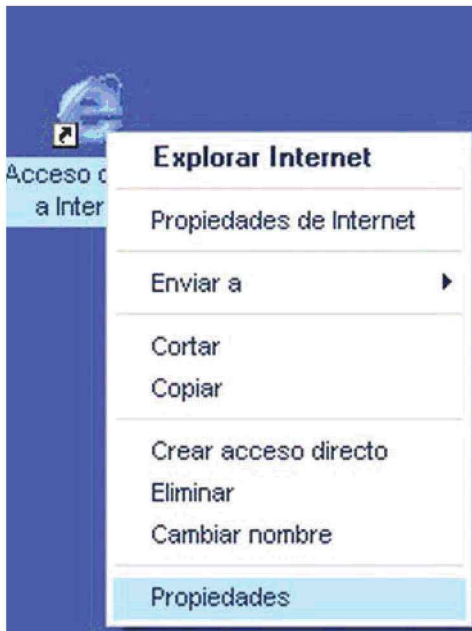 Acceso
a Inter
Explorar Internet
Propiedades de Internet
Enviar a
Cortar
Copiar
Crear acceso directo
Eliminar
Cambiar nombre
Propiedades